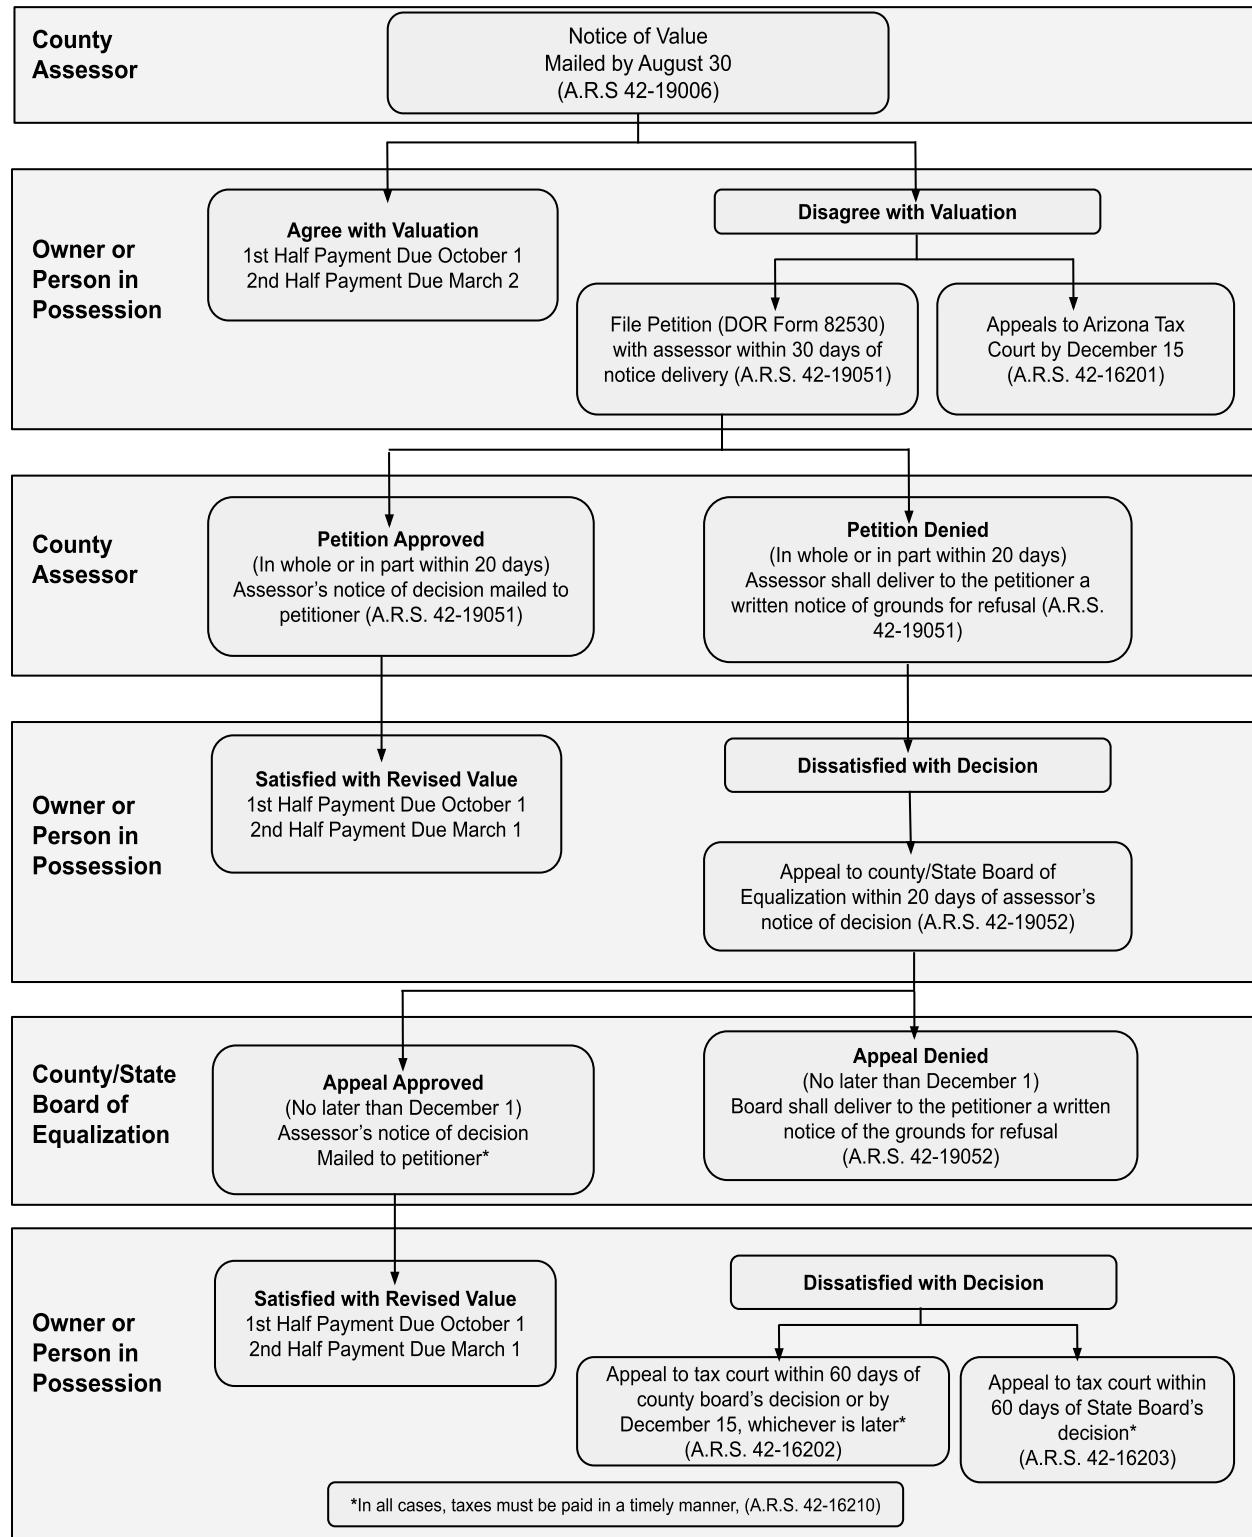 County
Assessor
Notice of Value
Mailed by August 30
(A.R.S 42-19006)
Owner or
Person in
Possession
Agree with Valuation
1st Half Payment Due October 1
2nd Half Payment Due March 2
Disagree with Valuation
File Petition (DOR Form 82530)
with assessor within 30 days of
notice delivery (A.R.S. 42-19051)
Appeals to Arizona Tax
Court by December 15
(A.R.S. 42-16201)
County
Assessor
Petition Approved
(In whole or in part within 20 days)
Assessor’s notice of decision mailed to
petitioner (A.R.S. 42-19051)
Petition Denied
(In whole or in part within 20 days)
Assessor shall deliver to the petitioner a
written notice of grounds for refusal (A.R.S.
42-19051)
Owner or
Person in
Possession
Satisfied with Revised Value
1st Half Payment Due October 1
2nd Half Payment Due March 1
Dissatisfied with Decision
Appeal to county/State Board of
Equalization within 20 days of assessor’s
notice of decision (A.R.S. 42-19052)
County/State
Board of
Equalization
Appeal Approved
(No later than December 1)
Assessor’s notice of decision
Mailed to petitioner*
Appeal Denied
(No later than December 1)
Board shall deliver to the petitioner a written
notice of the grounds for refusal
(A.R.S. 42-19052)
Owner or
Person in
Possession
Satisfied with Revised Value
1st Half Payment Due October 1
2nd Half Payment Due March 1
Dissatisfied with Decision
Appeal to tax court within 60 days of
county board’s decision or by
December 15, whichever is later*
(A.R.S. 42-16202)
Appeal to tax court within
60 days of State Board’s
decision*
(A.R.S. 42-16203)
*In all cases, taxes must be paid in a timely manner, (A.R.S. 42-16210)